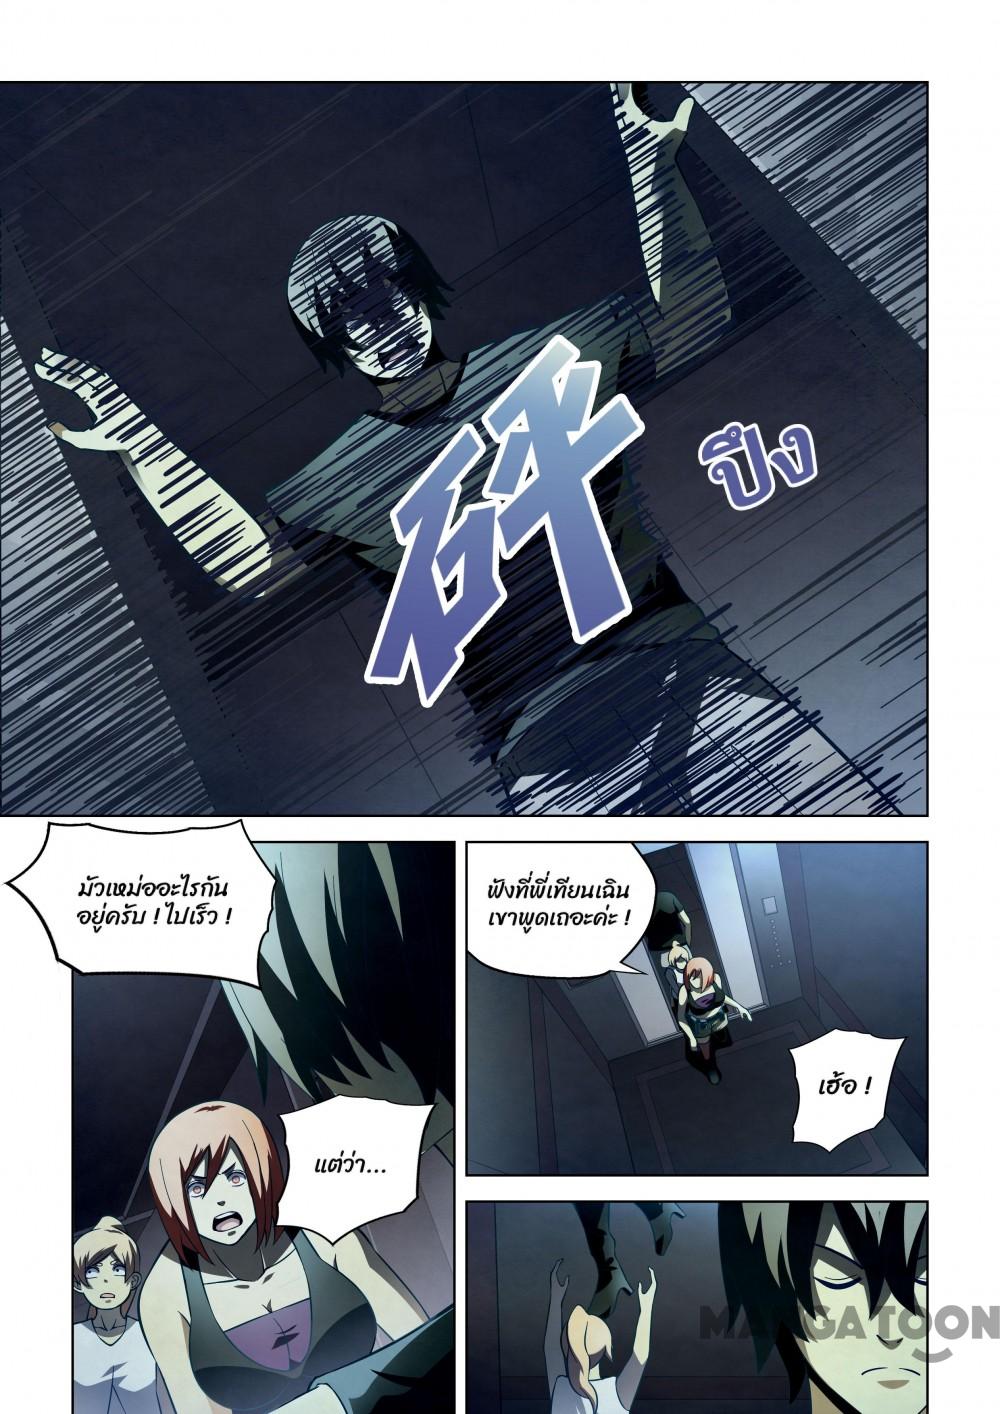 砰
ปึง
มัวเหม่ออะไรกัน
อยู่ครับ ! ไปเร็ว !
แต่ว่า...
ฟังที่พี่เทียนเฉิน
เขาพูดเถอะค่ะ !
เฮ้อ !
MANGATOON